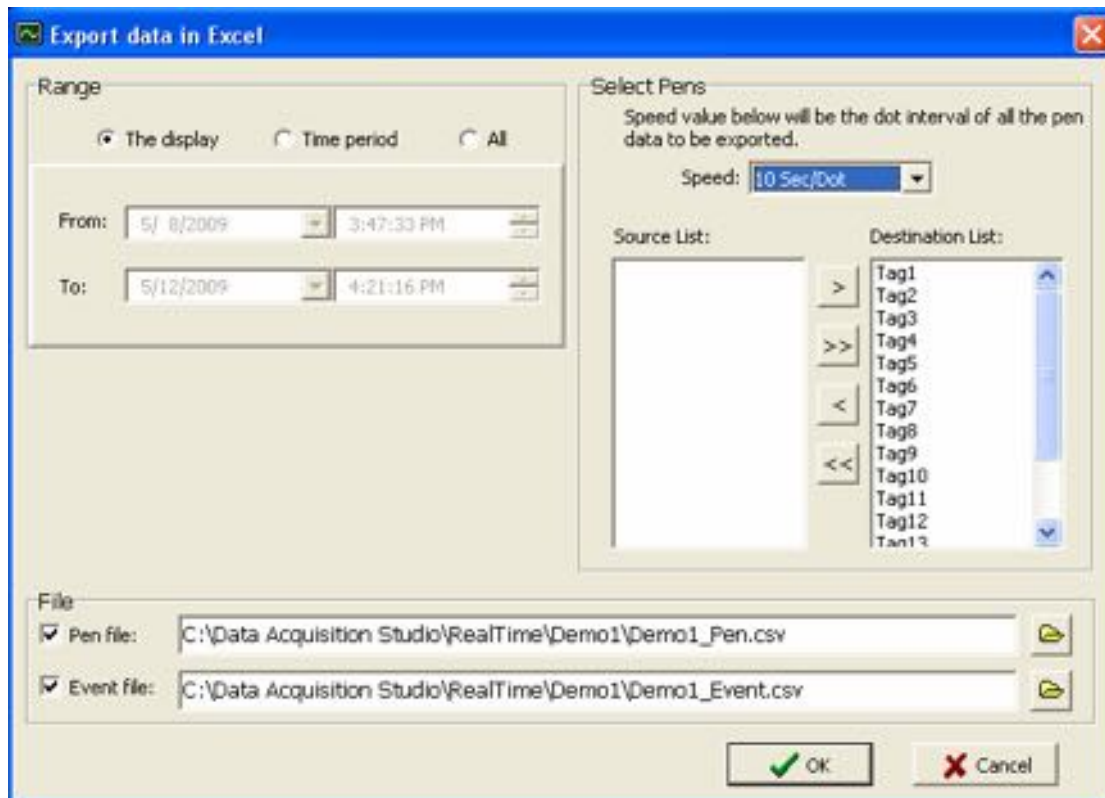 Export data in Excel
Range
The display
Time period
All
From:
5/ 8/2009
3:47:33 PM
To:
5/12/2009
4:21:16 PM
Select Pens
Speed value below will be the dot interval of all the pen
data to be exported.
Speed:
10 Sec/Dot
Source List:
Destination List:
>
>>
<
<<
Tag1
Tag2
Tag3
Tag4
Tag5
Tag6
Tag7
Tag8
Tag9
Tag10
Tag11
Tag12
Tag13
File
Pen file:
C:\Data Acquisition Studio\RealTime\Demo1\Demo1_Pen.csv
Event file:
C:\Data Acquisition Studio\RealTime\Demo1\Demo1_Event.csv
OK
Cancel